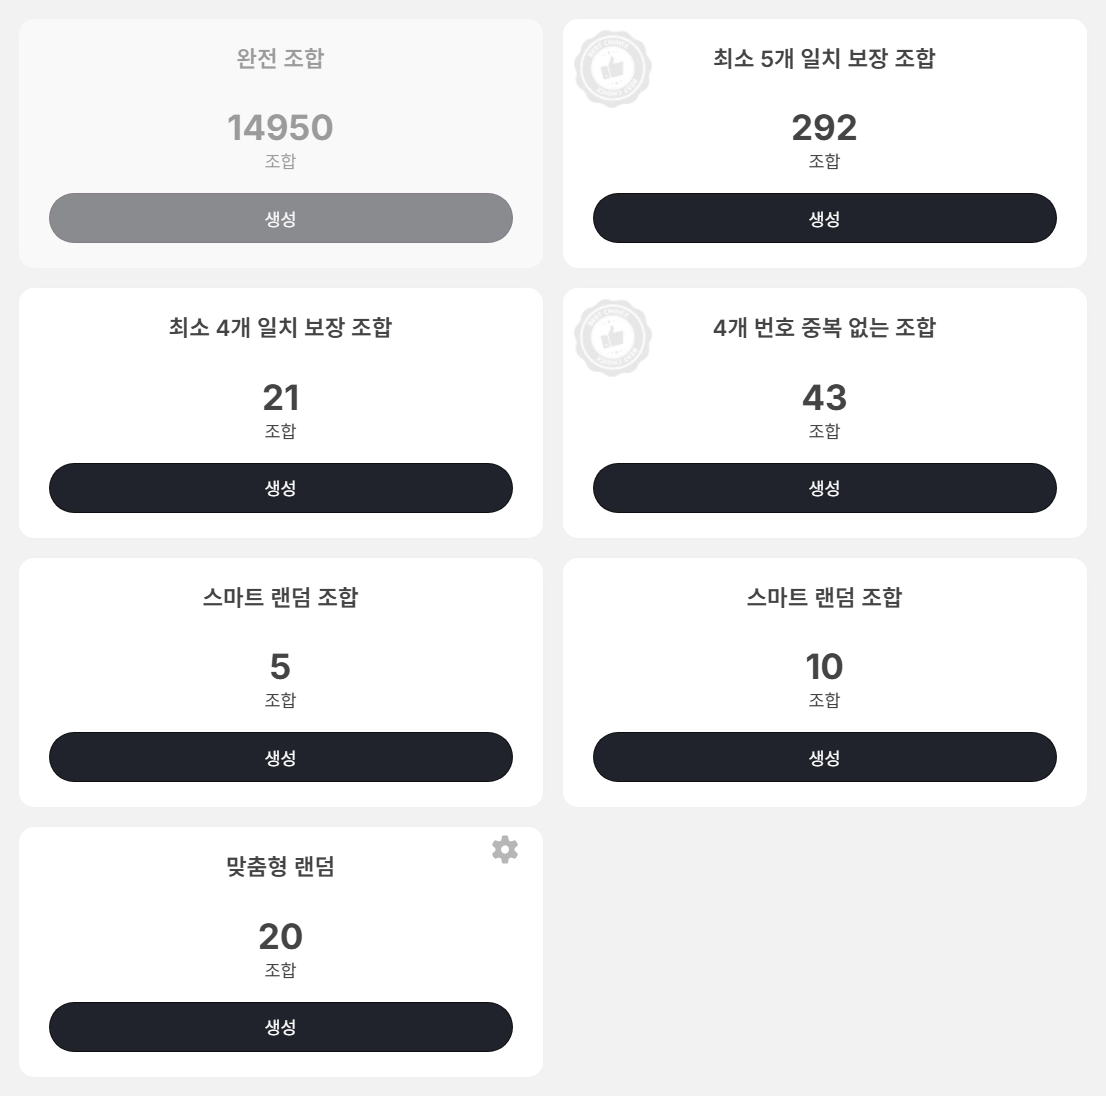 완전 조합
14950
조합
생성
BEST CHOICE
최소 5개 일치 보장 조합
292
조합
생성
최소 4개 일치 보장 조합
21
조합
생성
BEST CHOICE
4개 번호 중복 없는 조합
43
조합
생성
스마트 랜덤 조합
5
조합
생성
스마트 랜덤 조합
10
조합
생성
맞춤형 랜덤
20
조합
생성